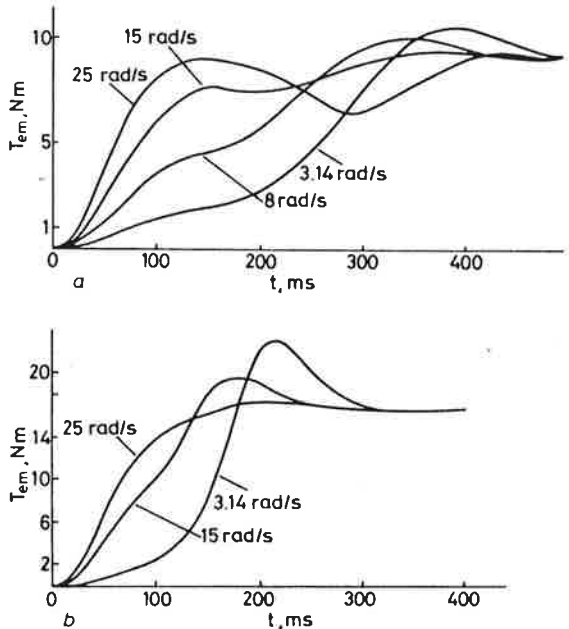 10
15 rad/s
25 rad/s
T_em, Nm
5
3.14 rad/s
8 rad/s
1
0 100 200 300 400
a t, ms
20
25 rad/s
14
T_em, Nm
10
3.14 rad/s
6
15 rad/s
2
0 100 200 300 400
b t, ms